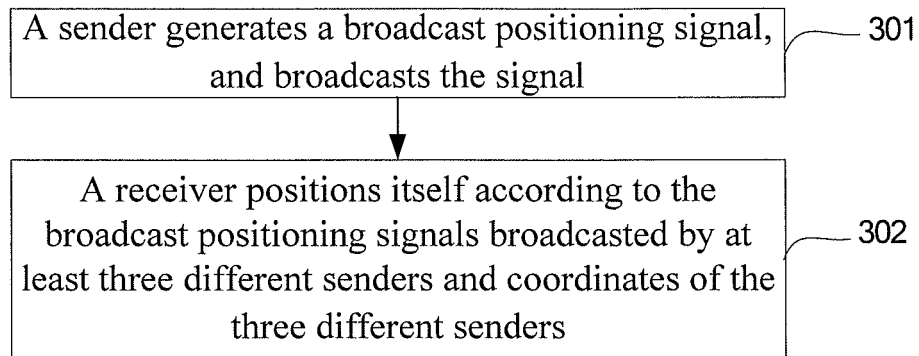 A sender generates a broadcast positioning signal,
and broadcasts the signal
301
A receiver positions itself according to the
broadcast positioning signals broadcasted by at
least three different senders and coordinates of the
three different senders
302